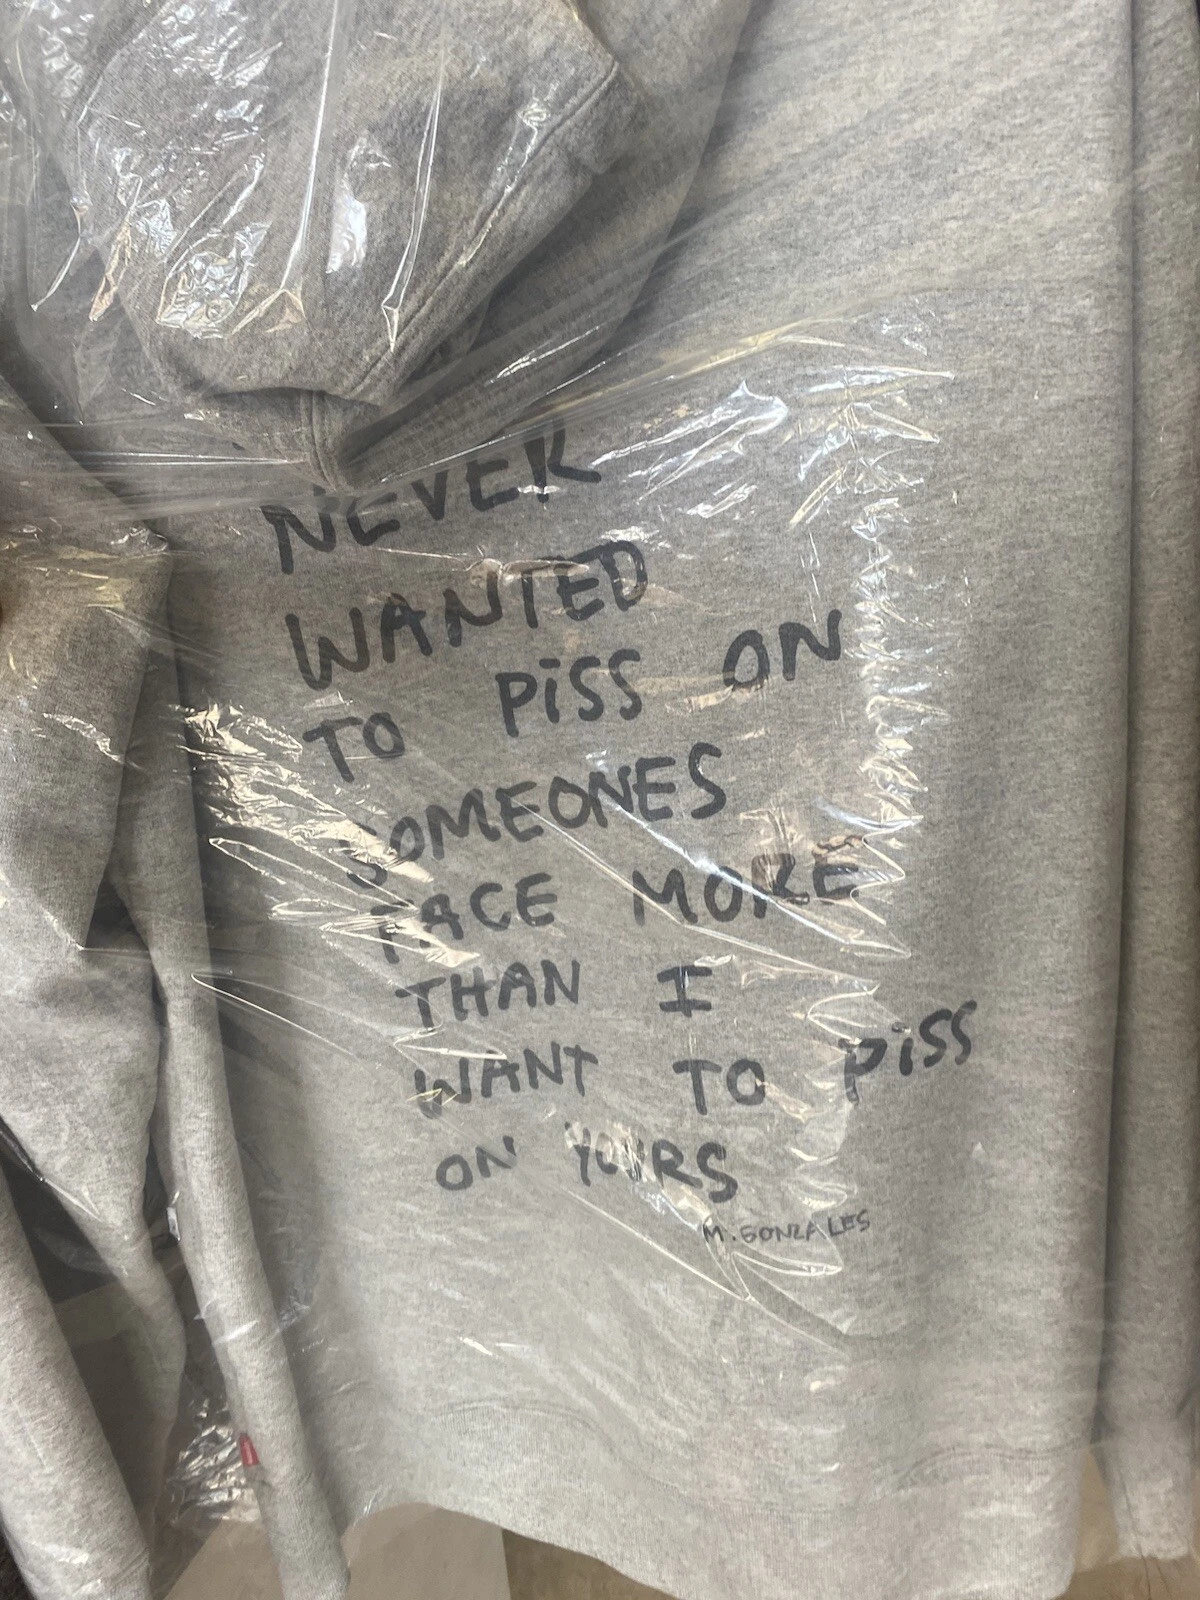 NEVER
WANTED
TO PiSS ON
SOMEONES
FACE MORE
THAN I
WANT TO PiSS
ON YOURS
M. GONZALES